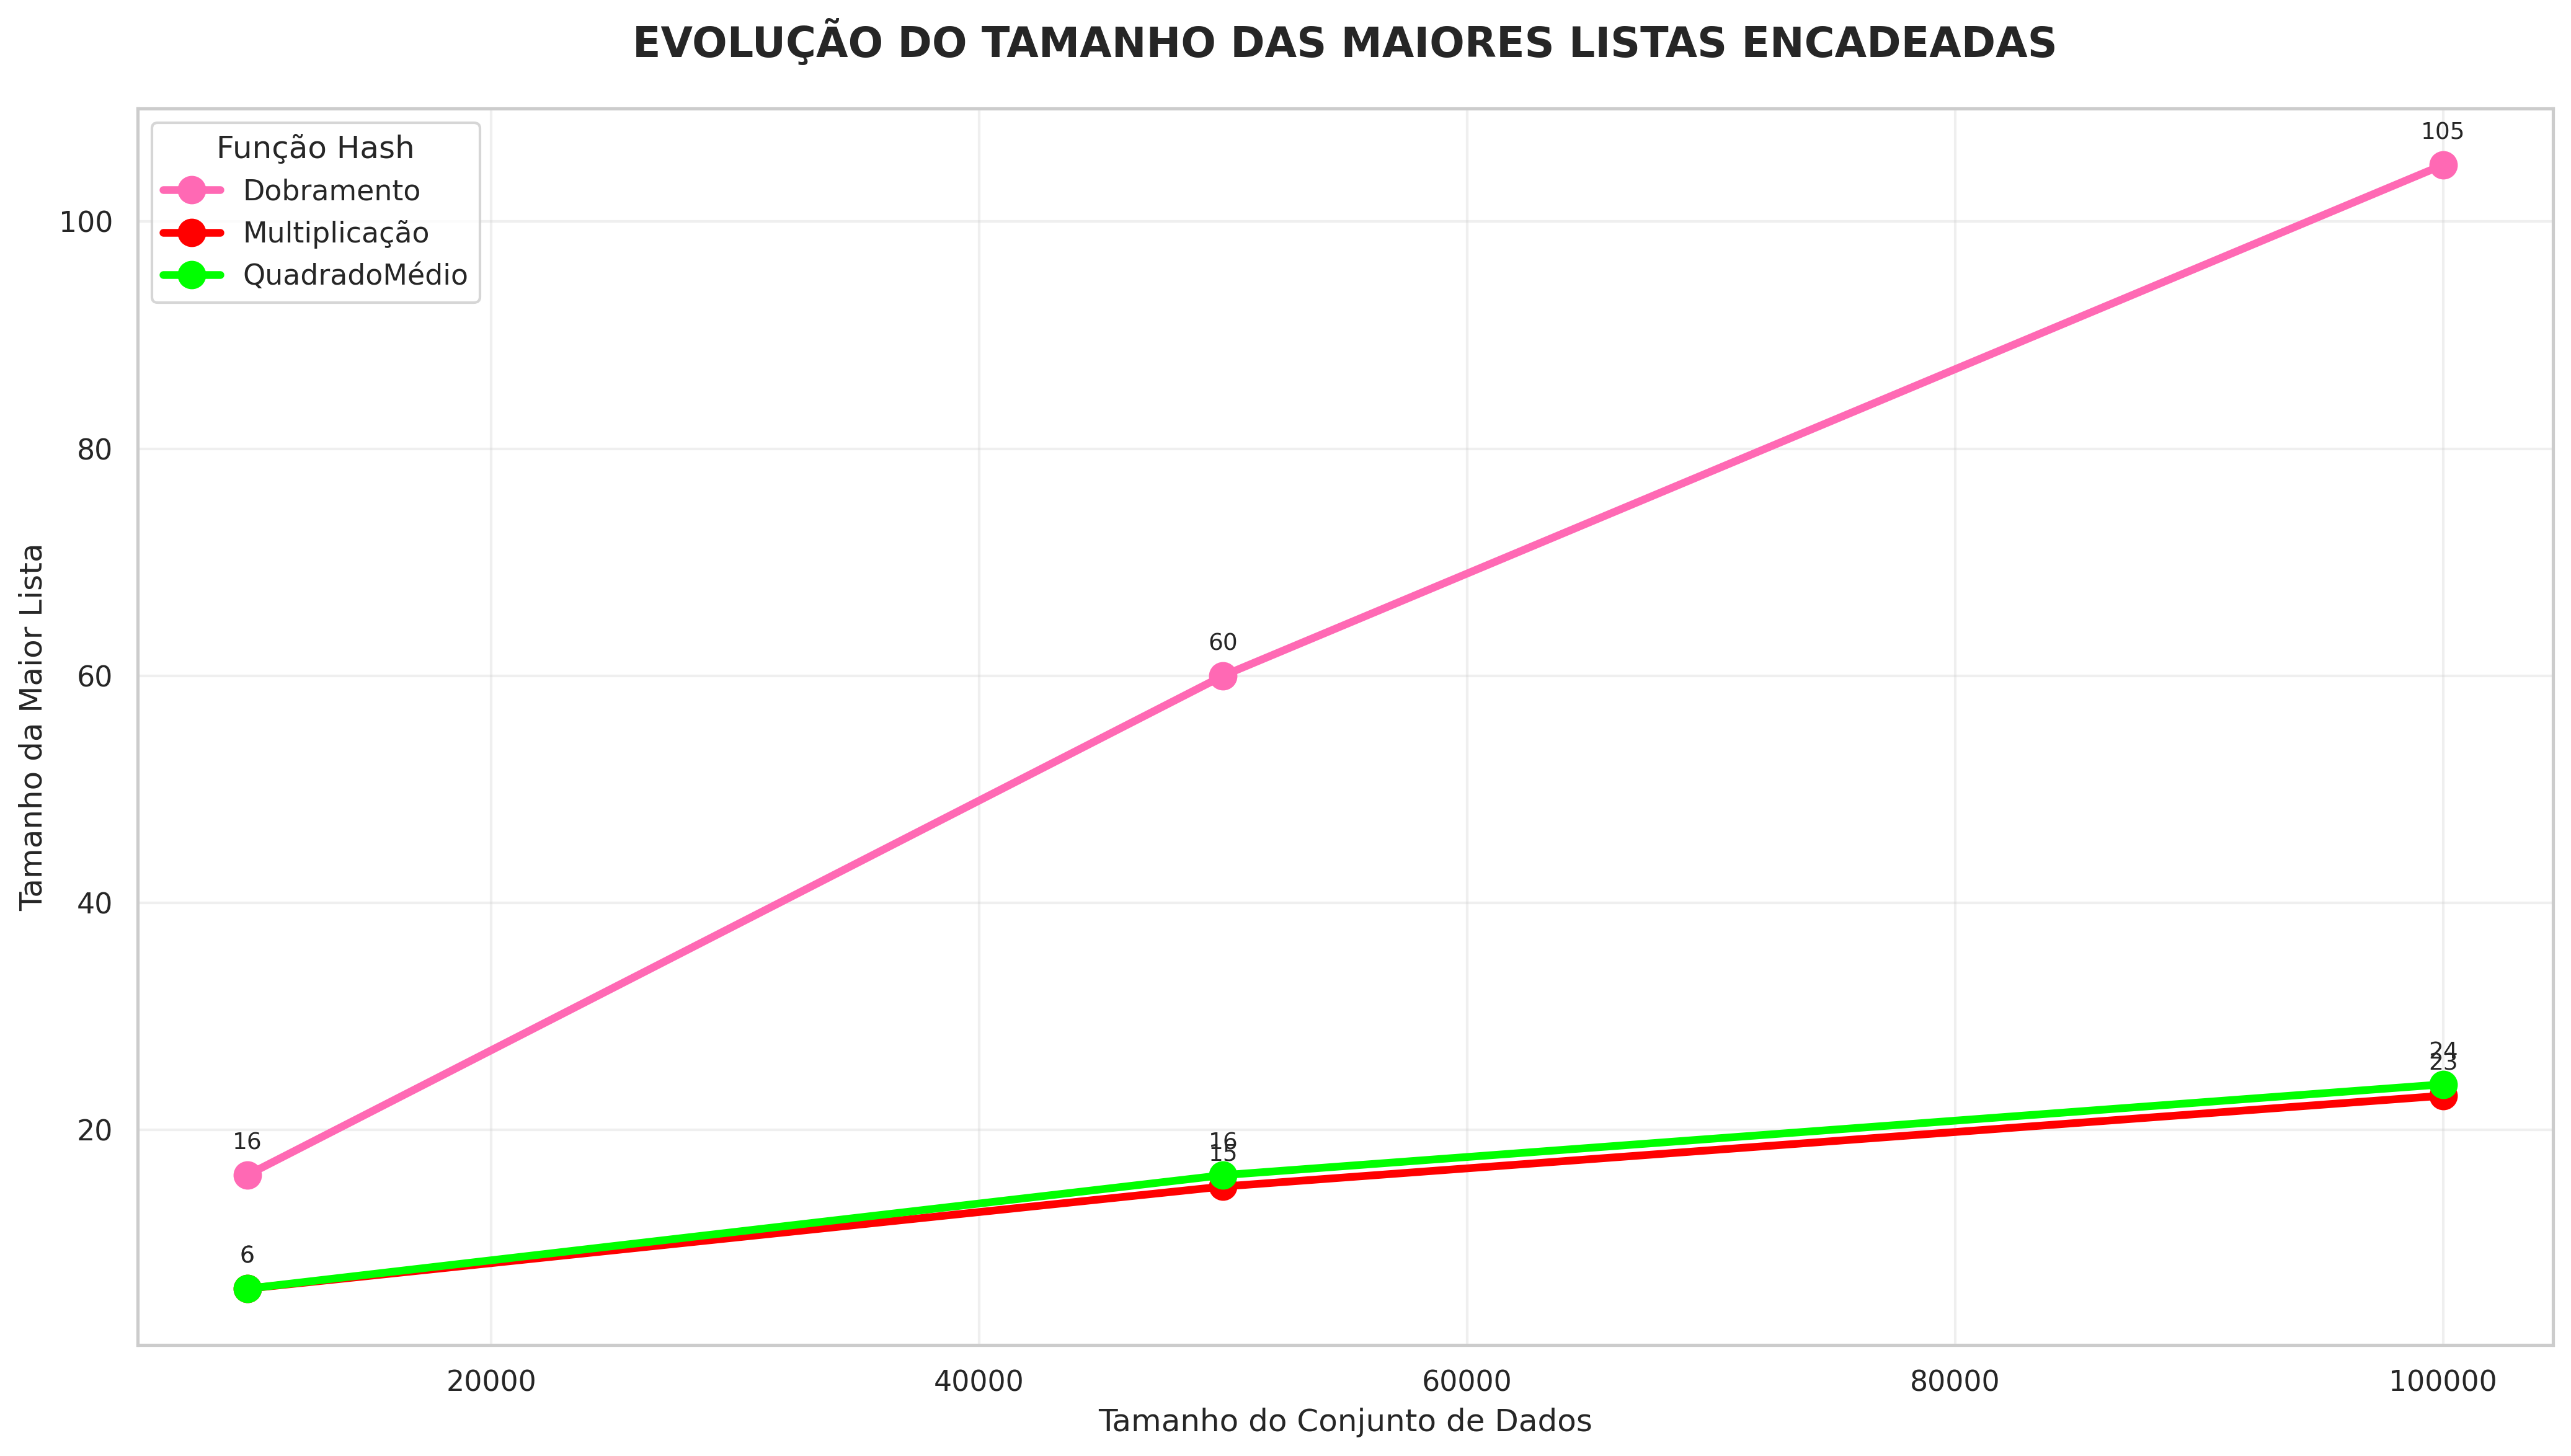 EVOLUÇÃO DO TAMANHO DAS MAIORES LISTAS ENCADEADAS
Função Hash
Dobramento
Multiplicação
QuadradoMédio
Tamanho da Maior Lista
100
80
60
40
20
16
60
105
6
16
15
24
23
20000
40000
60000
80000
100000
Tamanho do Conjunto de Dados